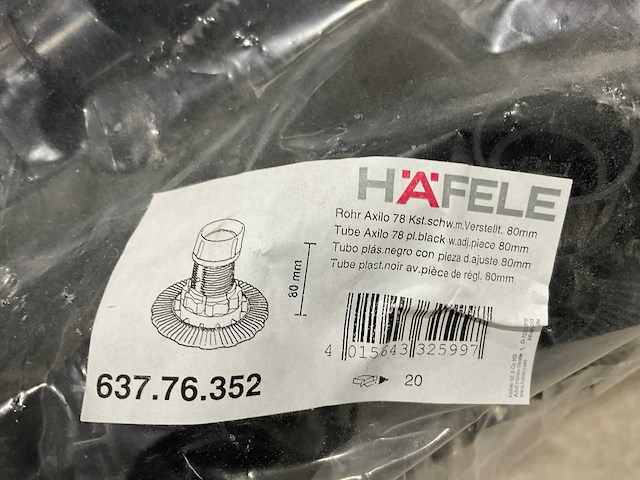 HÄFELE
Rohr Axilo 78 Kst.schw.m.Verstellt. 80mm
Tube Axilo 78 pl.black w.adj.piece 80mm
Tubo plás.negro con pieza d.ajuste 80mm
Tube plast.noir av.pièce de régl. 80mm
80 mm
4 015643 325997
20
637.76.352